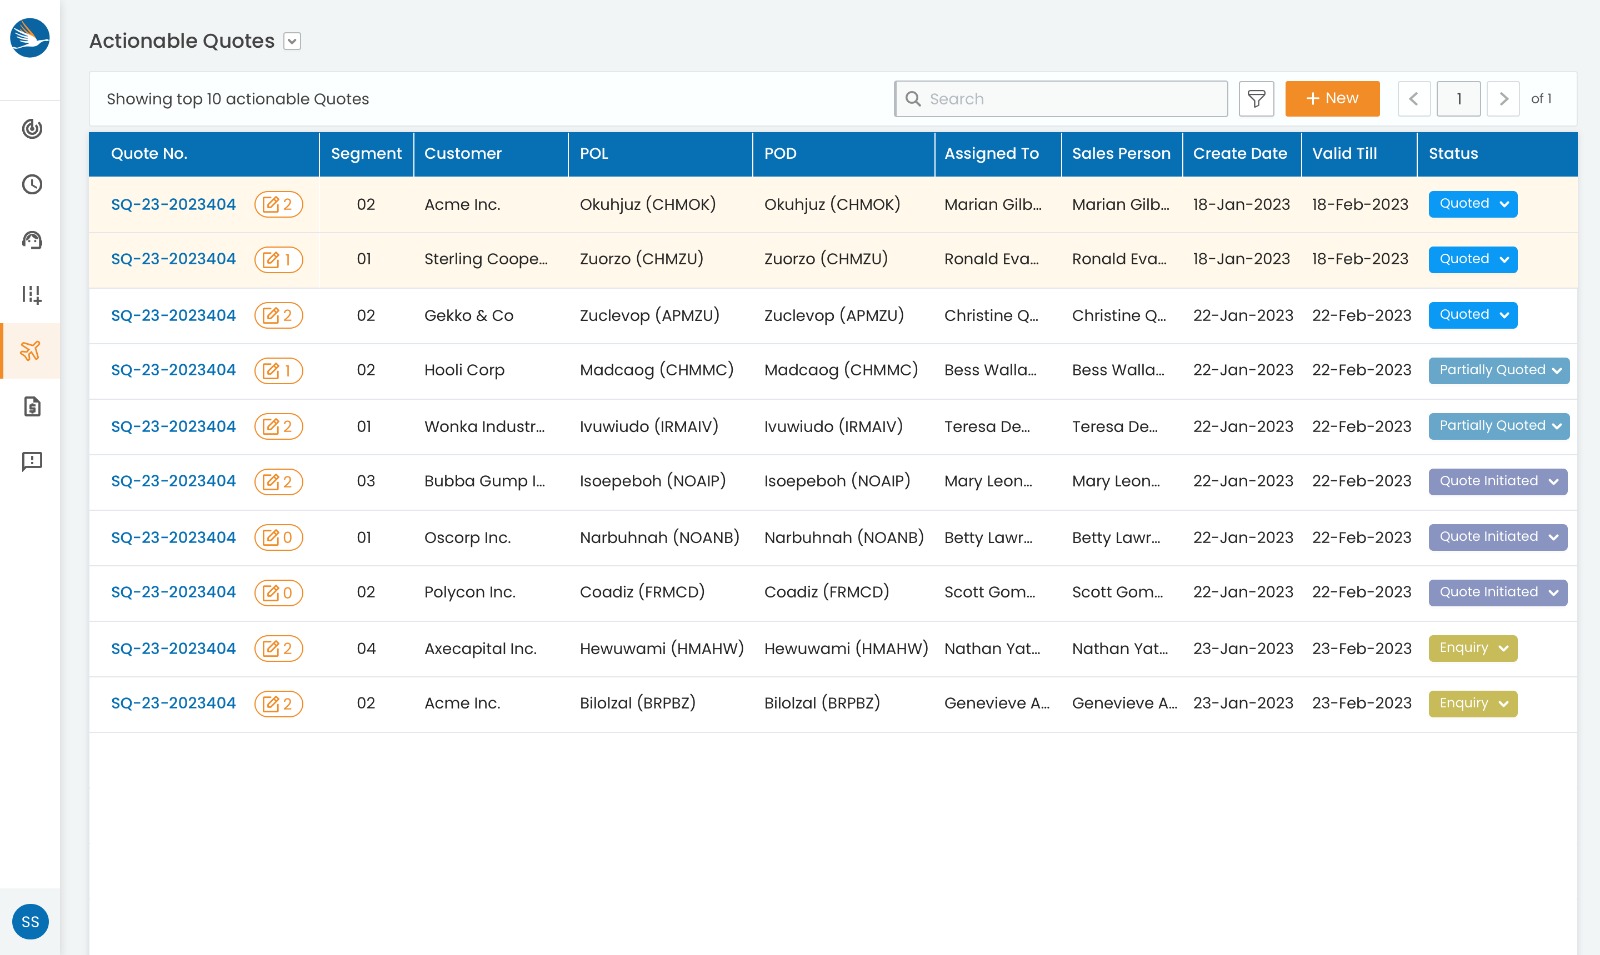 Actionable Quotes
Showing top 10 actionable Quotes Search + New 1 of 1
Quote No. Segment Customer POL POD Assigned To Sales Person Create Date Valid Till Status
SQ-23-2023404 2 02 Acme Inc. Okuhjuz (CHMOK) Okuhjuz (CHMOK) Marian Gilb... Marian Gilb... 18-Jan-2023 18-Feb-2023 Quoted
SQ-23-2023404 1 01 Sterling Coope... Zuorzo (CHMZU) Zuorzo (CHMZU) Ronald Eva... Ronald Eva... 18-Jan-2023 18-Feb-2023 Quoted
SQ-23-2023404 2 02 Gekko & Co Zuclevop (APMZU) Zuclevop (APMZU) Christine Q... Christine Q... 22-Jan-2023 22-Feb-2023 Quoted
SQ-23-2023404 1 02 Hooli Corp Madcaog (CHMMC) Madcaog (CHMMC) Bess Walla... Bess Walla... 22-Jan-2023 22-Feb-2023 Partially Quoted
SQ-23-2023404 2 01 Wonka Industr... Ivuwiudo (IRMAIV) Ivuwiudo (IRMAIV) Teresa De... Teresa De... 22-Jan-2023 22-Feb-2023 Partially Quoted
SQ-23-2023404 2 03 Bubba Gump I... Isoepeboh (NOAIP) Isoepeboh (NOAIP) Mary Leon... Mary Leon... 22-Jan-2023 22-Feb-2023 Quote Initiated
SQ-23-2023404 0 01 Oscorp Inc. Narbuhnah (NOANB) Narbuhnah (NOANB) Betty Lawr... Betty Lawr... 22-Jan-2023 22-Feb-2023 Quote Initiated
SQ-23-2023404 0 02 Polycon Inc. Coadiz (FRMCD) Coadiz (FRMCD) Scott Gom... Scott Gom... 22-Jan-2023 22-Feb-2023 Quote Initiated
SQ-23-2023404 2 04 Axecapital Inc. Hewuwami (HMAHW) Hewuwami (HMAHW) Nathan Yat... Nathan Yat... 23-Jan-2023 23-Feb-2023 Enquiry
SQ-23-2023404 2 02 Acme Inc. Bilolzal (BRPBZ) Bilolzal (BRPBZ) Genevieve A... Genevieve A... 23-Jan-2023 23-Feb-2023 Enquiry
SS